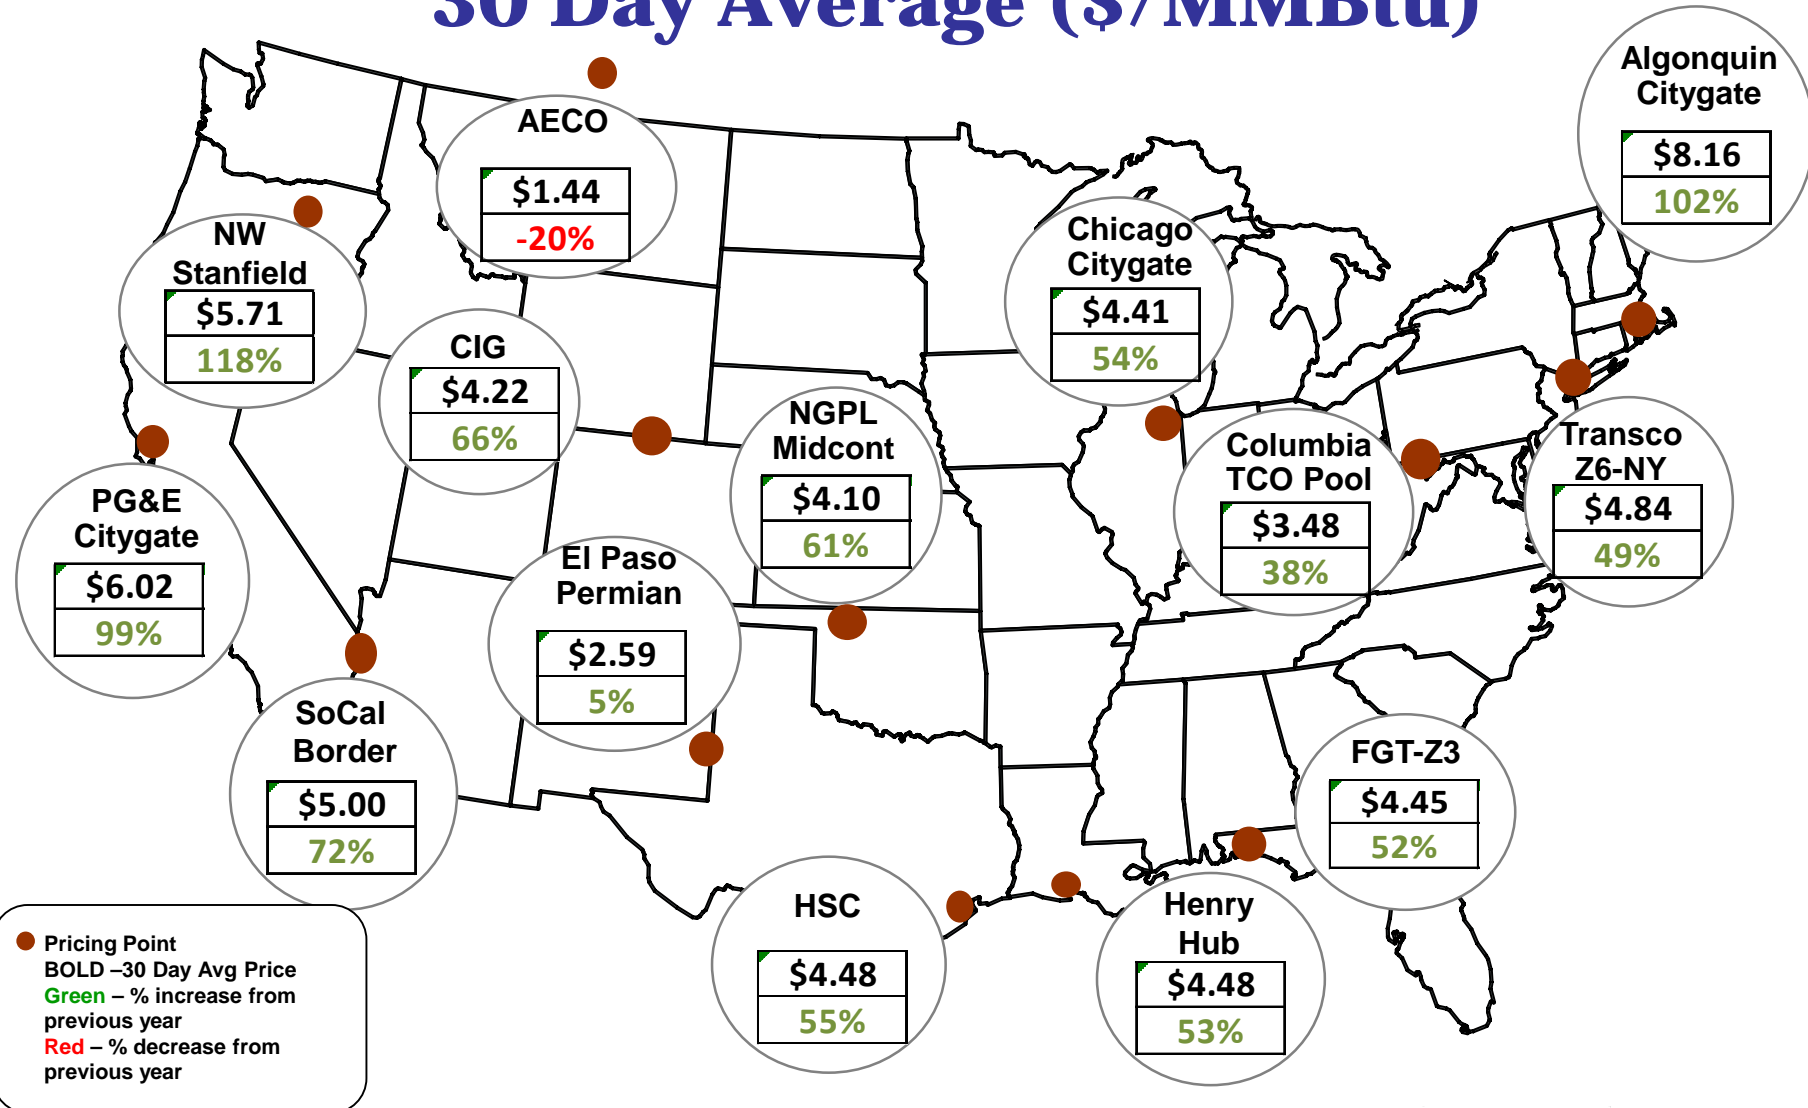 30 Day Average ($/MMBtu)
Algonquin
Citygate
$8.16
102%
AECO
$1.44
-20%
NW
Stanfield
$5.71
118%
Chicago
Citygate
$4.41
54%
CIG
$4.22
66%
NGPL
Midcont
$4.10
61%
Columbia
TCO Pool
$3.48
38%
Transco
Z6-NY
$4.84
49%
PG&E
Citygate
$6.02
99%
El Paso
Permian
$2.59
5%
SoCal
Border
$5.00
72%
FGT-Z3
$4.45
52%
HSC
$4.48
55%
Henry
Hub
$4.48
53%
Pricing Point
BOLD –30 Day Avg Price
Green – % increase from
previous year
Red – % decrease from
previous year